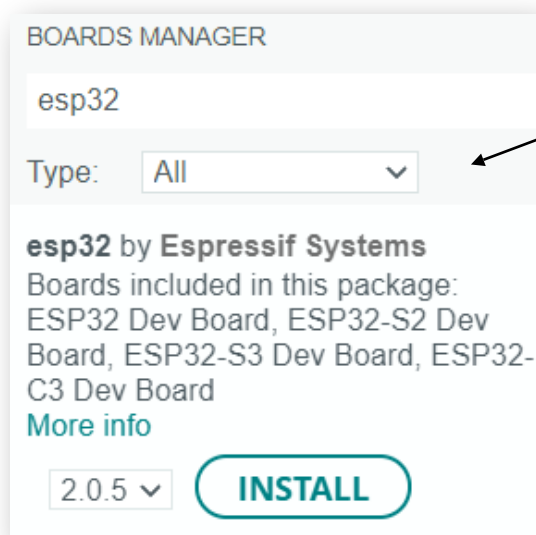 BOARDS MANAGER
esp32
Type: All
esp32 by Espressif Systems
Boards included in this package:
ESP32 Dev Board, ESP32-S2 Dev
Board, ESP32-S3 Dev Board, ESP32-
C3 Dev Board
More info
2.0.5 INSTALL